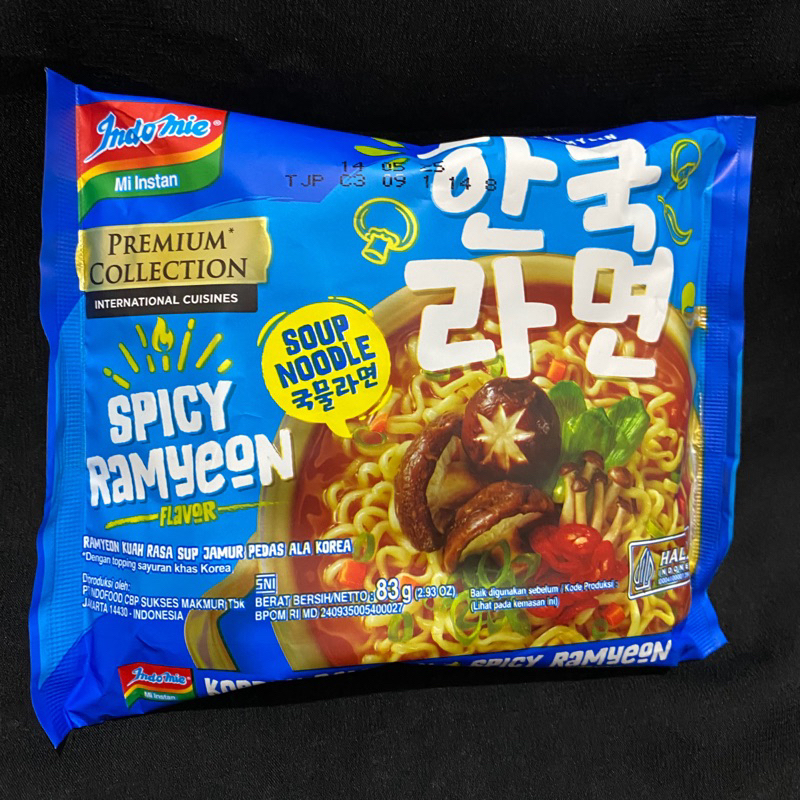 Indomie
Mi Instan
14 05 25
TJP C3 09 1 14 8
한국
라면
PREMIUM*
COLLECTION
INTERNATIONAL CUISINES
SOUP
NOODLE
국물라면
SPICY
RAMYEON
FLAVOR
RAMYEON KUAH RASA SUP JAMUR PEDAS ALA KOREA
*Dengan topping sayuran khas Korea
Diproduksi oleh:
PT INDOFOOD CBP SUKSES MAKMUR Tbk
JAKARTA 14430 - INDONESIA
SNI
BERAT BERSIH/NETTO : 83 g (2.93 OZ)
BPOM RI MD 240935005400027
Baik digunakan sebelum / Kode Produksi :
(Lihat pada kemasan ini)
HAL
INDONE
Indomie
Mi Instan
SPICY RAMYEON